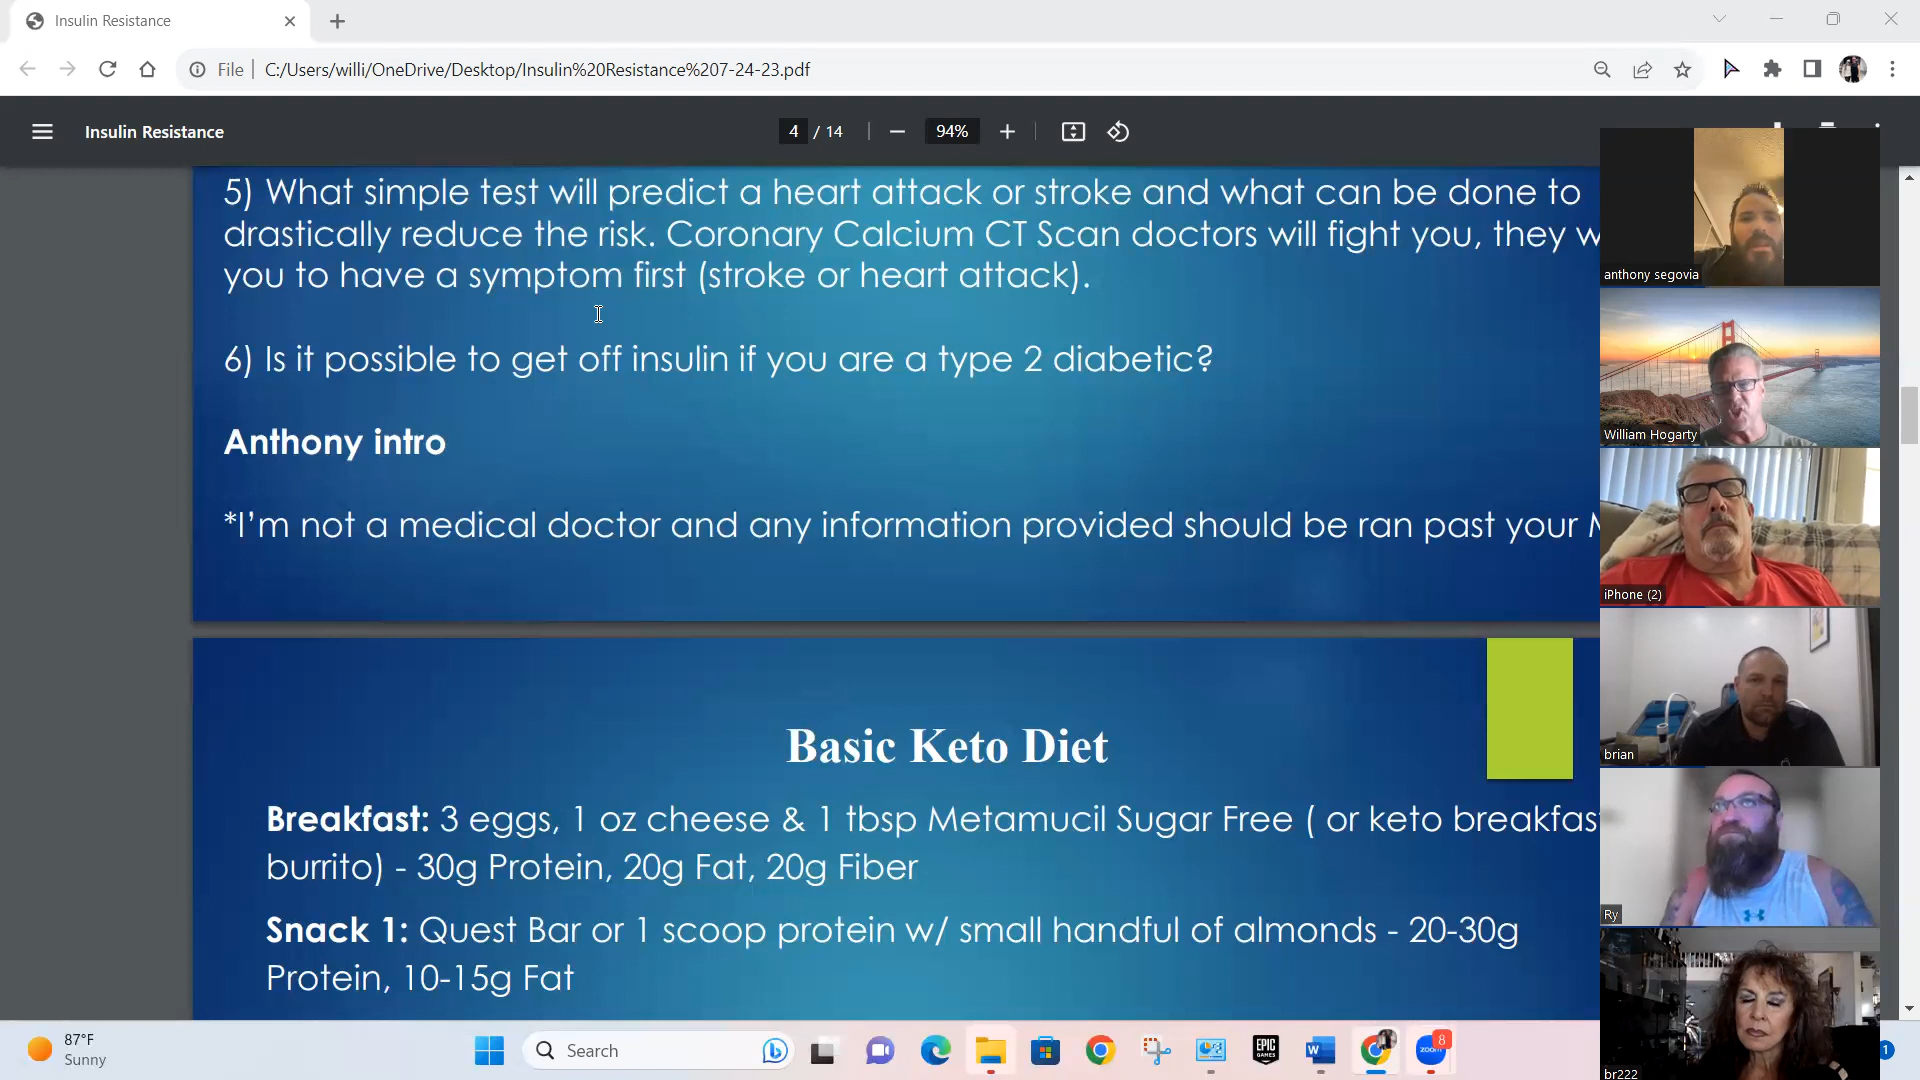 Insulin Resistance
File
C:/Users/willi/OneDrive/Desktop/Insulin%20Resistance%207-24-23.pdf
Insulin Resistance
4 / 14
94%
5) What simple test will predict a heart attack or stroke and what can be done to
drastically reduce the risk. Coronary Calcium CT Scan doctors will fight you, they
you to have a symptom first (stroke or heart attack).
6) Is it possible to get off insulin if you are a type 2 diabetic?
Anthony intro
*I'm not a medical doctor and any information provided should be ran past your
Basic Keto Diet
Breakfast: 3 eggs, 1 oz cheese & 1 tbsp Metamucil Sugar Free ( or keto breakfas
burrito) - 30g Protein, 20g Fat, 20g Fiber
Snack 1: Quest Bar or 1 scoop protein w/ small handful of almonds - 20-30g
Protein, 10-15g Fat
anthony segovia
William Hogarty
iPhone (2)
brian
Ry
br222
87°F
Sunny
Search
EPIC
GAMES
W
zoom
8
1